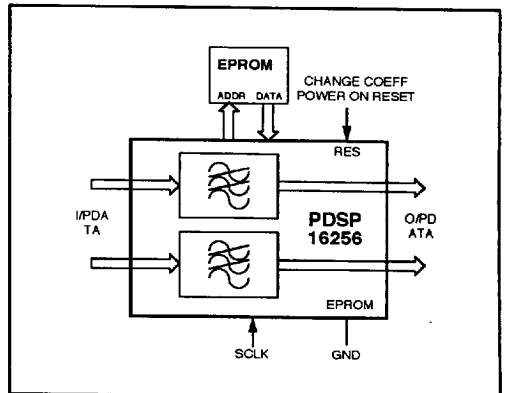 EPROM
ADDR DATA
CHANGE COEFF
POWER ON RESET
RES
I/PDA
TA
PDSP
16256
O/PD
ATA
EPROM
SCLK
GND